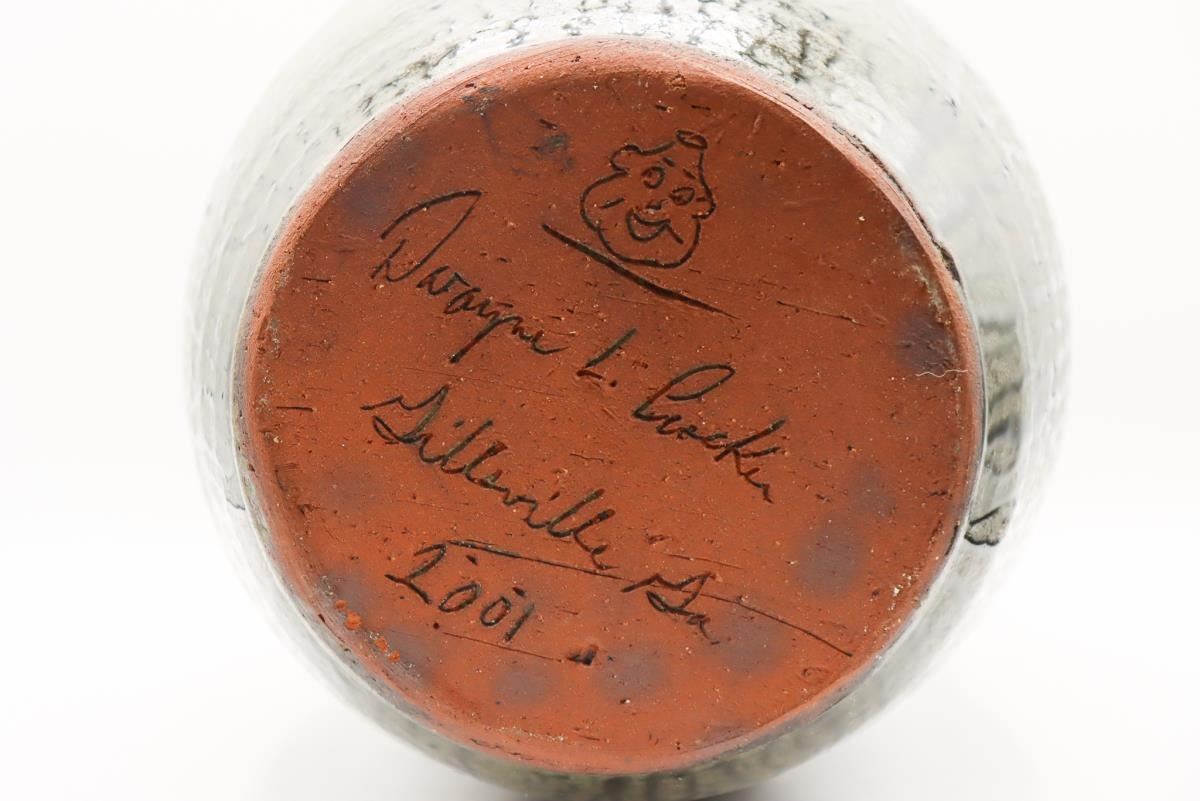 Dwayne L. Crocker
Gillsville, Ga.
2001